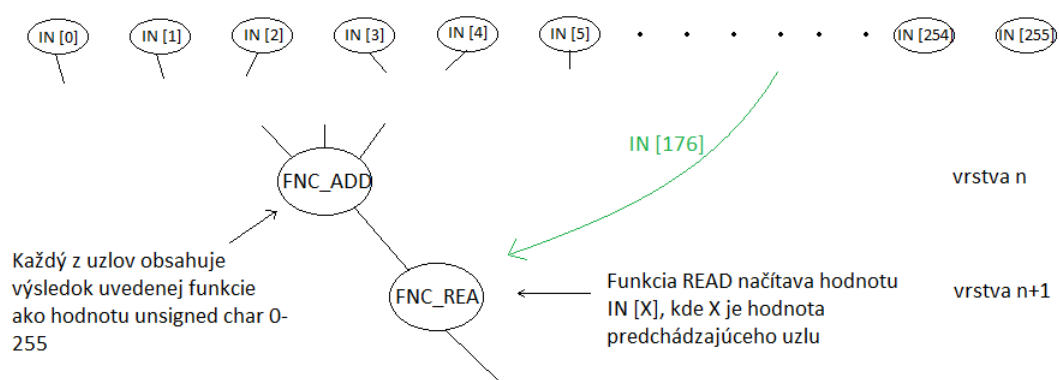 IN [0] IN [1] IN [2] IN [3] IN [4] IN [5] IN [254] IN [255]
IN [176]
FNC_ADD
vrstva n
Každý z uzlov obsahuje
výsledok uvedenej funkcie
ako hodnotu unsigned char 0-
255
FNC_REA
Funkcia READ načítava hodnotu
IN [X], kde X je hodnota
predchádzajúceho uzlu
vrstva n+1